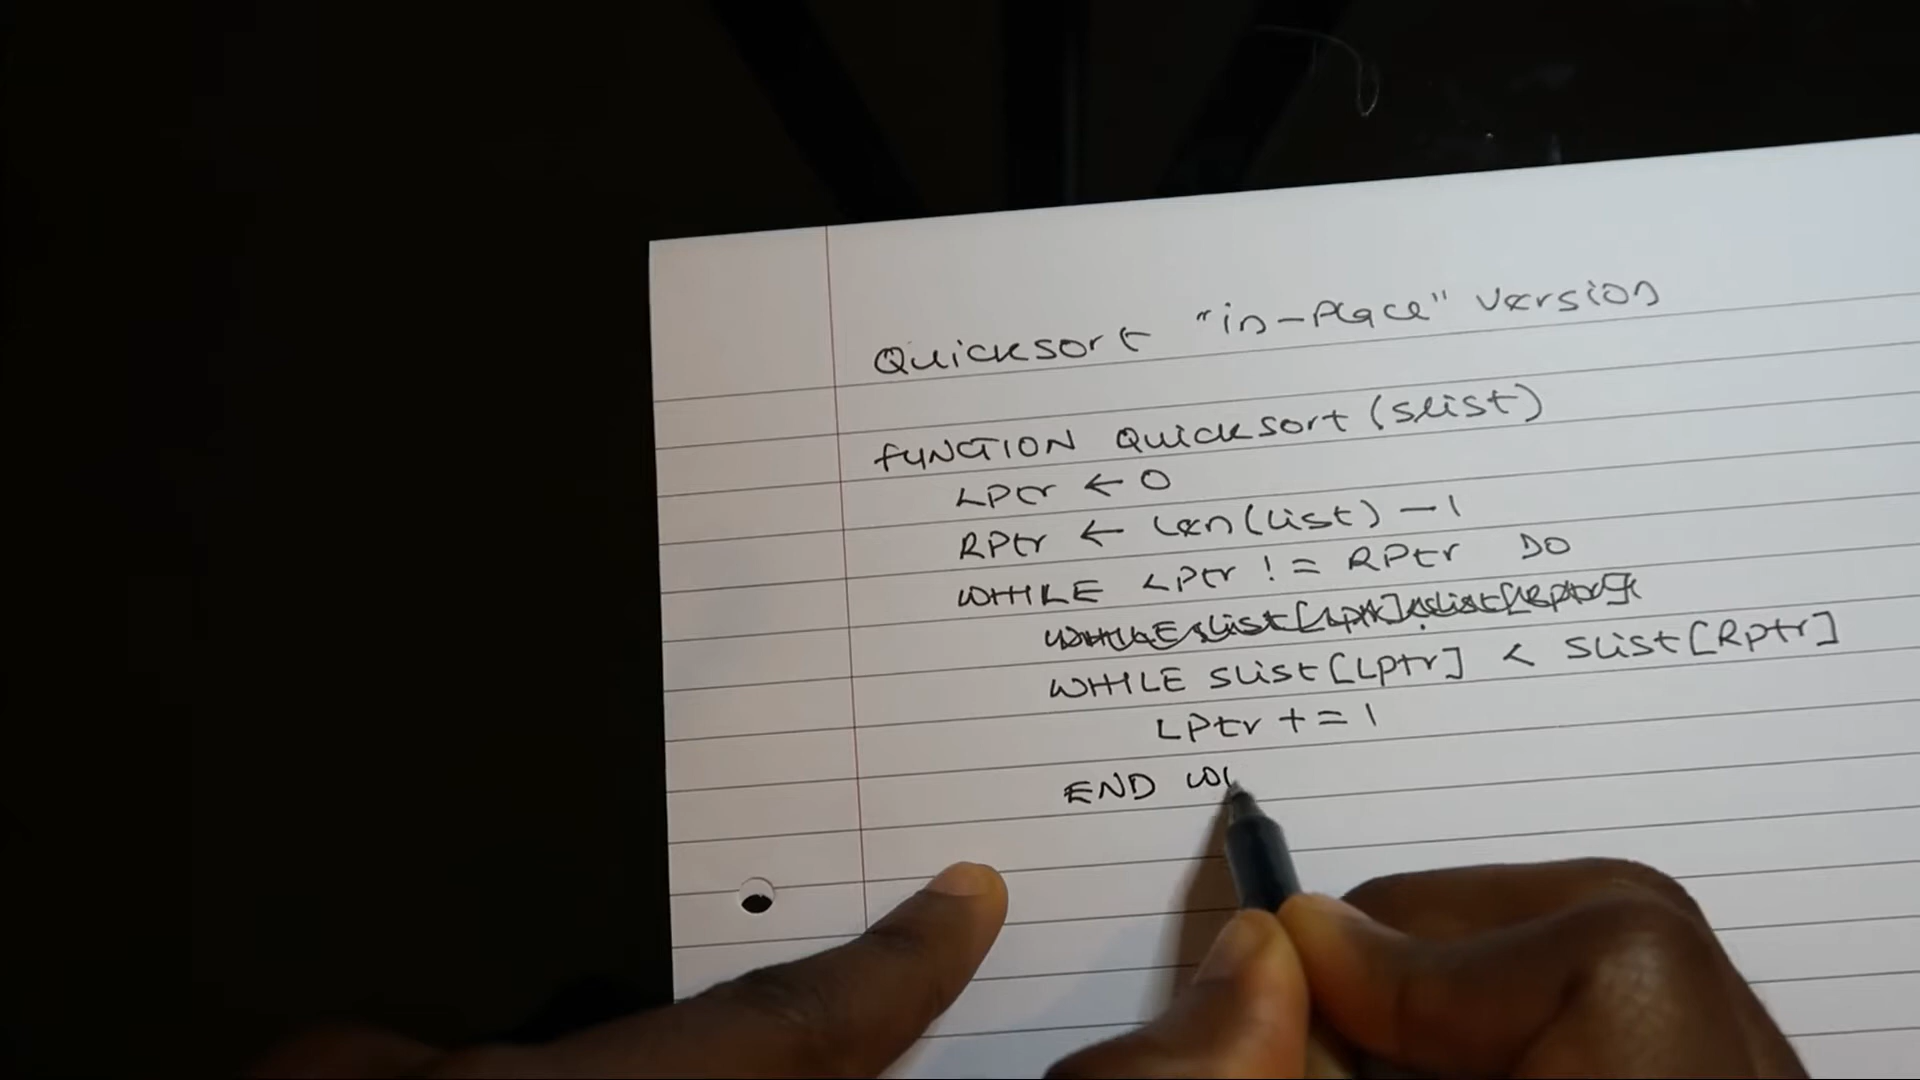 Quicksort "in-place" version
FUNCTION Quicksort (slist)
LPtr ← 0
RPtr ← len(list) - 1
WHILE LPtr != RPtr DO
WHILE slist[Lptr] < slist[Rptr]
LPtr += 1
END W